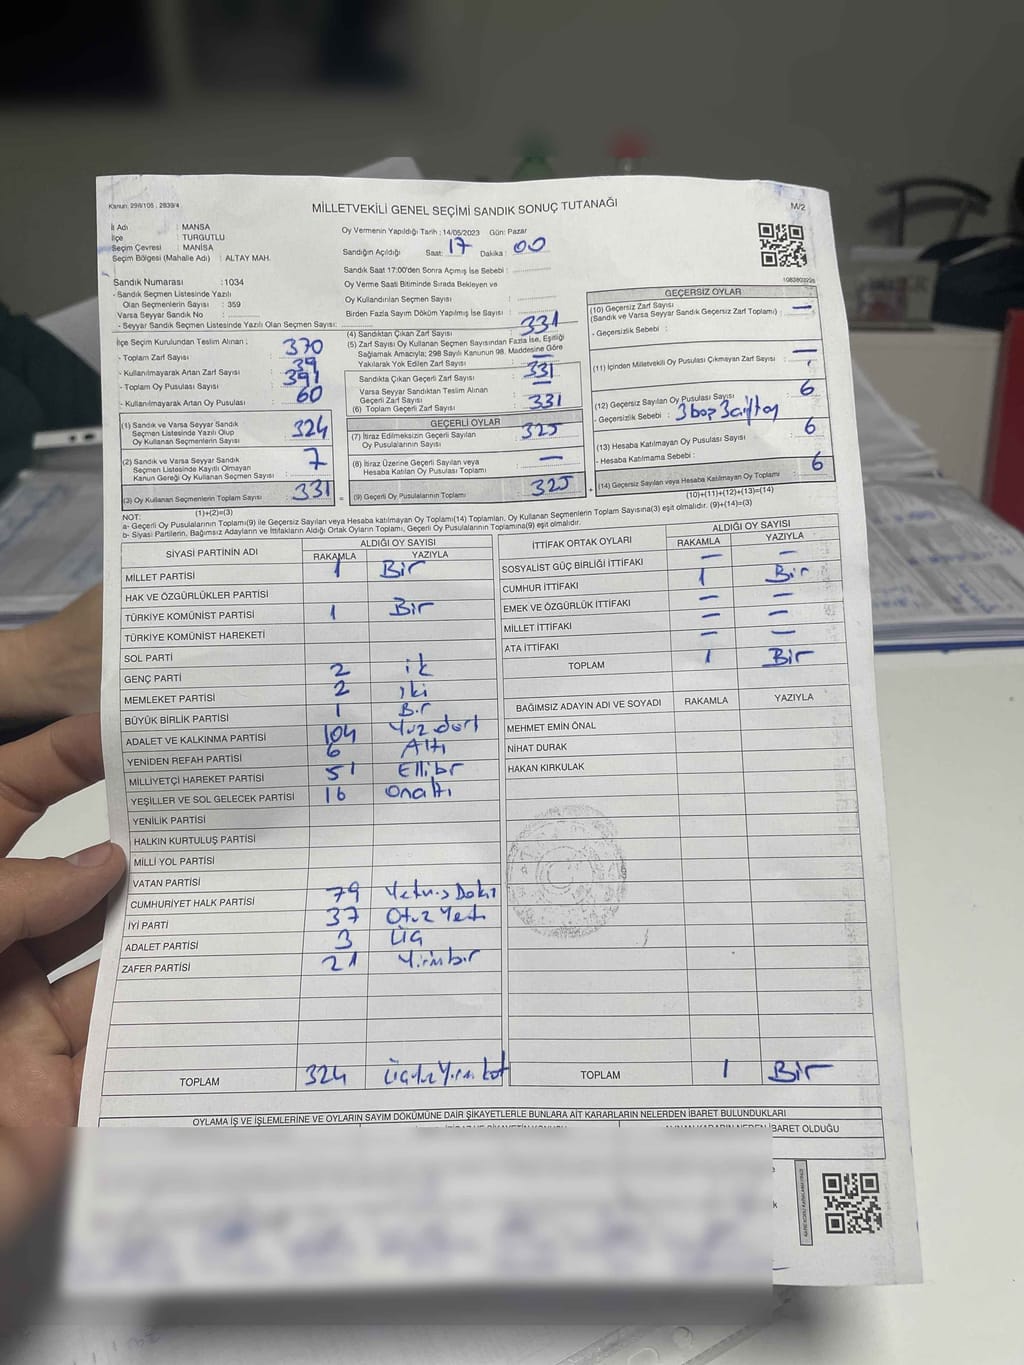 Kanun: 298/105 , 2839/4
MİLLETVEKİLİ GENEL SEÇİMİ SANDIK SONUÇ TUTANAĞI
M/2
İl Adı : MANSA
İlçe : TURGUTLU
Seçim Çevresi : MANİSA
Seçim Bölgesi (Mahalle Adı) : ALTAY MAH.
Oy Vermenin Yapıldığı Tarih : 14/05/2023 Gün: Pazar
Sandığın Açıldığı Saat: 17 Dakika : 00
Sandık Saat 17:00'den Sonra Açımış İse Sebebi :
Oy Verme Saati Bitiminde Sırada Bekleyen ve
Oy Kullandırılan Seçmen Sayısı :
Birden Fazla Sayım Dökümü Yapılmış İse Sayısı :
Sandık Numarası : 1034
- Sandık Seçmen Listesinde Yazılı
Olan Seçmenlerin Sayısı : 359
Varsa Seyyar Sandık No :
- Seyyar Sandık Seçmen Listesinde Yazılı Olan Seçmen Sayısı:
İlçe Seçim Kurulundan Teslim Alınan ;
- Toplam Zarf Sayısı : 370
- Kullanılmayarak Artan Zarf Sayısı : 39
- Toplam Oy Pusulası Sayısı : 391
- Kullanılmayarak Artan Oy Pusulası : 60
(1) Sandık ve Varsa Seyyar Sandık
Seçmen Listesinde Yazılı Olup
Oy Kullanan Seçmenlerin Sayısı : 324
(2) Sandık ve Varsa Seyyar Sandık
Seçmen Listesinde Kayıtlı Olmayan
Kanun Gereği Oy Kullanan Seçmen Sayısı : 7
(3) Oy Kullanan Seçmenlerin Toplam Sayısı : 331
(1)+(2)=(3)
(4) Sandıktan Çıkan Zarf Sayısı : 331
(5) Zarf Sayısı Oy Kullanan Seçmen Sayısından Fazla İse, Eşitliği
Sağlamak Amacıyla; 298 Sayılı Kanunun 98. Maddesine Göre
Yakılarak Yok Edilen Zarf Sayısı : —
Sandıkta Çıkan Geçerli Zarf Sayısı : 331
Varsa Seyyar Sandıktan Teslim Alınan
Geçerli Zarf Sayısı : —
(6) Toplam Geçerli Zarf Sayısı : 331
GEÇERLİ OYLAR
(7) İtiraz Edilmeksizin Geçerli Sayılan
Oy Pusulalarının Sayısı : 325
(8) İtiraz Üzerine Geçerli Sayılan veya
Hesaba Katılan Oy Pusulası Toplamı : —
(9) Geçerli Oy Pusulalarının Toplamı : 325
1083803226
GEÇERSİZ OYLAR
(10) Geçersiz Zarf Sayısı
(Sandık ve Varsa Seyyar Sandık Geçersiz Zarf Toplamı) : —
- Geçersizlik Sebebi :
(11) İçinden Milletvekili Oy Pusulası Çıkmayan Zarf Sayısı : —
(12) Geçersiz Sayılan Oy Pusulası Sayısı : 6
- Geçersizlik Sebebi : 3 boş 3
(13) Hesaba Katılmayan Oy Pusulası Sayısı : 6
- Hesaba Katılmama Sebebi :
(14) Geçersiz Sayılan veya Hesaba Katılmayan Oy Toplamı : 6
(10)+(11)+(12)+(13)=(14)
NOT:
a- Geçerli Oy Pusulalarının Toplamı(9) ile Geçersiz Sayılan veya Hesaba katılmayan Oy Toplamı(14) Toplamları, Oy Kullanan Seçmenlerin Toplam Sayısına(3) eşit olmalıdır. (9)+(14)=(3)
b- Siyasi Partilerin, Bağımsız Adayların ve İttifakların Aldığı Ortak Oyların Toplamı, Geçerli Oy Pusulalarının Toplamına(9) eşit olmalıdır.
SİYASİ PARTİNİN ADI ALDIĞI OY SAYISI
RAKAMLA YAZIYLA
MİLLET PARTİSİ 1 Bir
HAK VE ÖZGÜRLÜKLER PARTİSİ
TÜRKİYE KOMÜNİST PARTİSİ 1 Bir
TÜRKİYE KOMÜNİST HAREKETİ
SOL PARTİ
GENÇ PARTİ 2 ik
MEMLEKET PARTİSİ 2 iki
BÜYÜK BİRLİK PARTİSİ 1 Bir
ADALET VE KALKINMA PARTİSİ 104 Yüz dört
YENİDEN REFAH PARTİSİ 6 Altı
MİLLİYETÇİ HAREKET PARTİSİ 51 Ellibr
YEŞİLLER VE SOL GELECEK PARTİSİ 16 Onaltı
YENİLİK PARTİSİ
HALKIN KURTULUŞ PARTİSİ
MİLLİ YOL PARTİSİ
VATAN PARTİSİ
CUMHURİYET HALK PARTİSİ 79 Yetmiş Dokuz
İYİ PARTİ 37 Otuz Yedi
ADALET PARTİSİ 3 Üç
ZAFER PARTİSİ 21 Yirmibir
TOPLAM 324
İTTİFAK ORTAK OYLARI ALDIĞI OY SAYISI
RAKAMLA YAZIYLA
SOSYALİST GÜÇ BİRLİĞİ İTTİFAKI — —
CUMHUR İTTİFAKI 1 Bir
EMEK VE ÖZGÜRLÜK İTTİFAKI — —
MİLLET İTTİFAKI — —
ATA İTTİFAKI — —
TOPLAM 1 Bir
BAĞIMSIZ ADAYIN ADI VE SOYADI RAKAMLA YAZIYLA
MEHMET EMİN ÖNAL
NİHAT DURAK
HAKAN KIRKULAK
TOPLAM 1 Bir
OYLAMA İŞ VE İŞLEMLERİNE VE OYLARIN SAYIM DÖKÜMÜNE DAİR ŞİKAYETLERLE BUNLARA AİT KARARLARIN NELERDEN İBARET BULUNDUKLARI
İBARET OLDUĞU